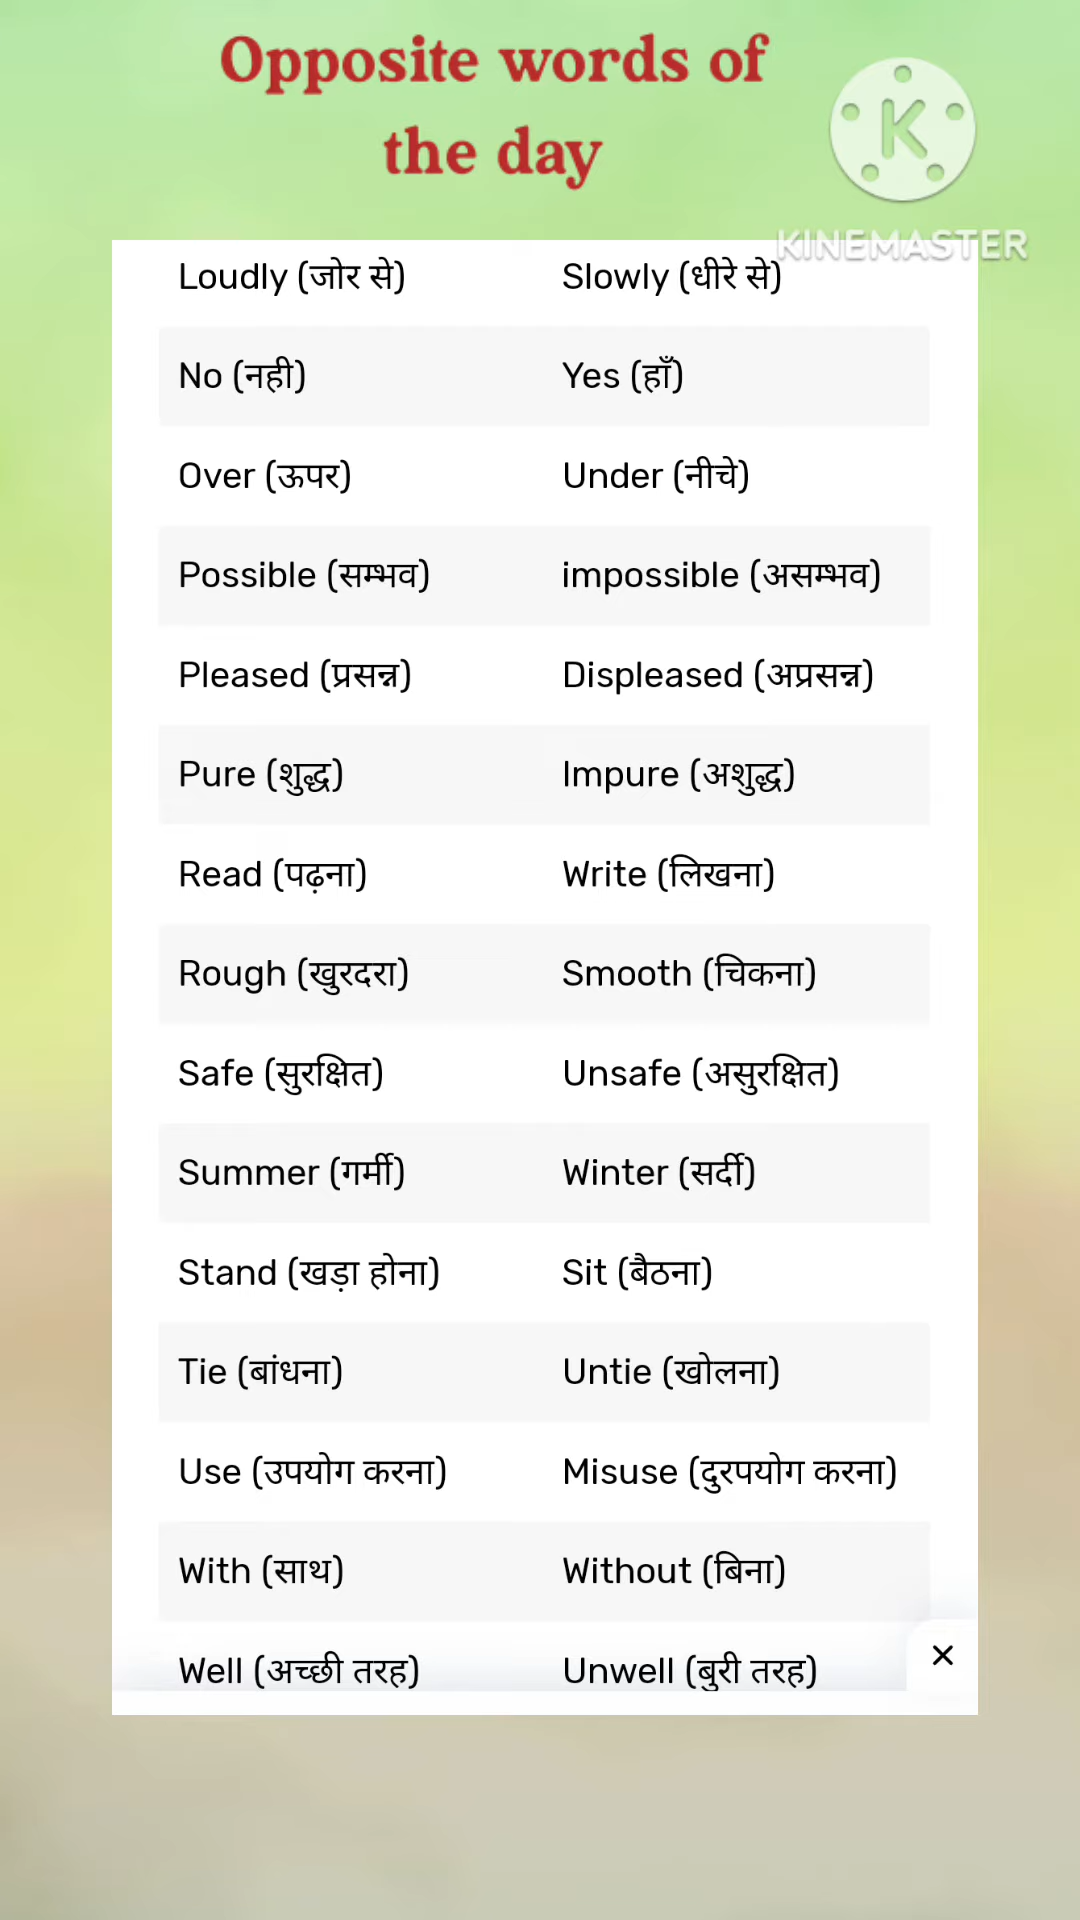 Opposite words of
the day
K
KINEMASTER
Loudly (जोर से) Slowly (धीरे से)
No (नही) Yes (हाँ)
Over (ऊपर) Under (नीचे)
Possible (सम्भव) impossible (असम्भव)
Pleased (प्रसन्न) Displeased (अप्रसन्न)
Pure (शुद्ध) Impure (अशुद्ध)
Read (पढ़ना) Write (लिखना)
Rough (खुरदरा) Smooth (चिकना)
Safe (सुरक्षित) Unsafe (असुरक्षित)
Summer (गर्मी) Winter (सर्दी)
Stand (खड़ा होना) Sit (बैठना)
Tie (बांधना) Untie (खोलना)
Use (उपयोग करना) Misuse (दुरपयोग करना)
With (साथ) Without (बिना)
Well (अच्छी तरह) Unwell (बुरी तरह)